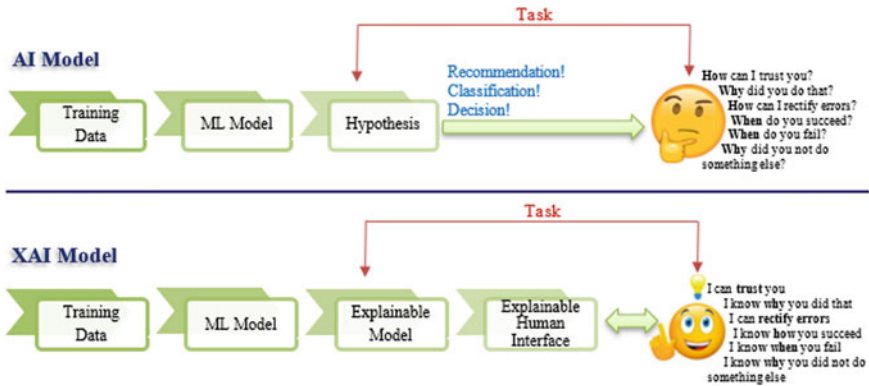 Task
AI Model
Recommendation!
Classification!
Decision!
Training
Data
ML Model
Hypothesis
How can I trust you?
Why did you do that?
How can I rectify errors?
When do you succeed?
When do you fail?
Why did you not do
something else?
Task
XAI Model
Training
Data
ML Model
Explainable
Model
Explainable
Human
Interface
I can trust you
I know why you did that
I can rectify errors
I know how you succeed
I know when you fail
I know why you did not do
something else